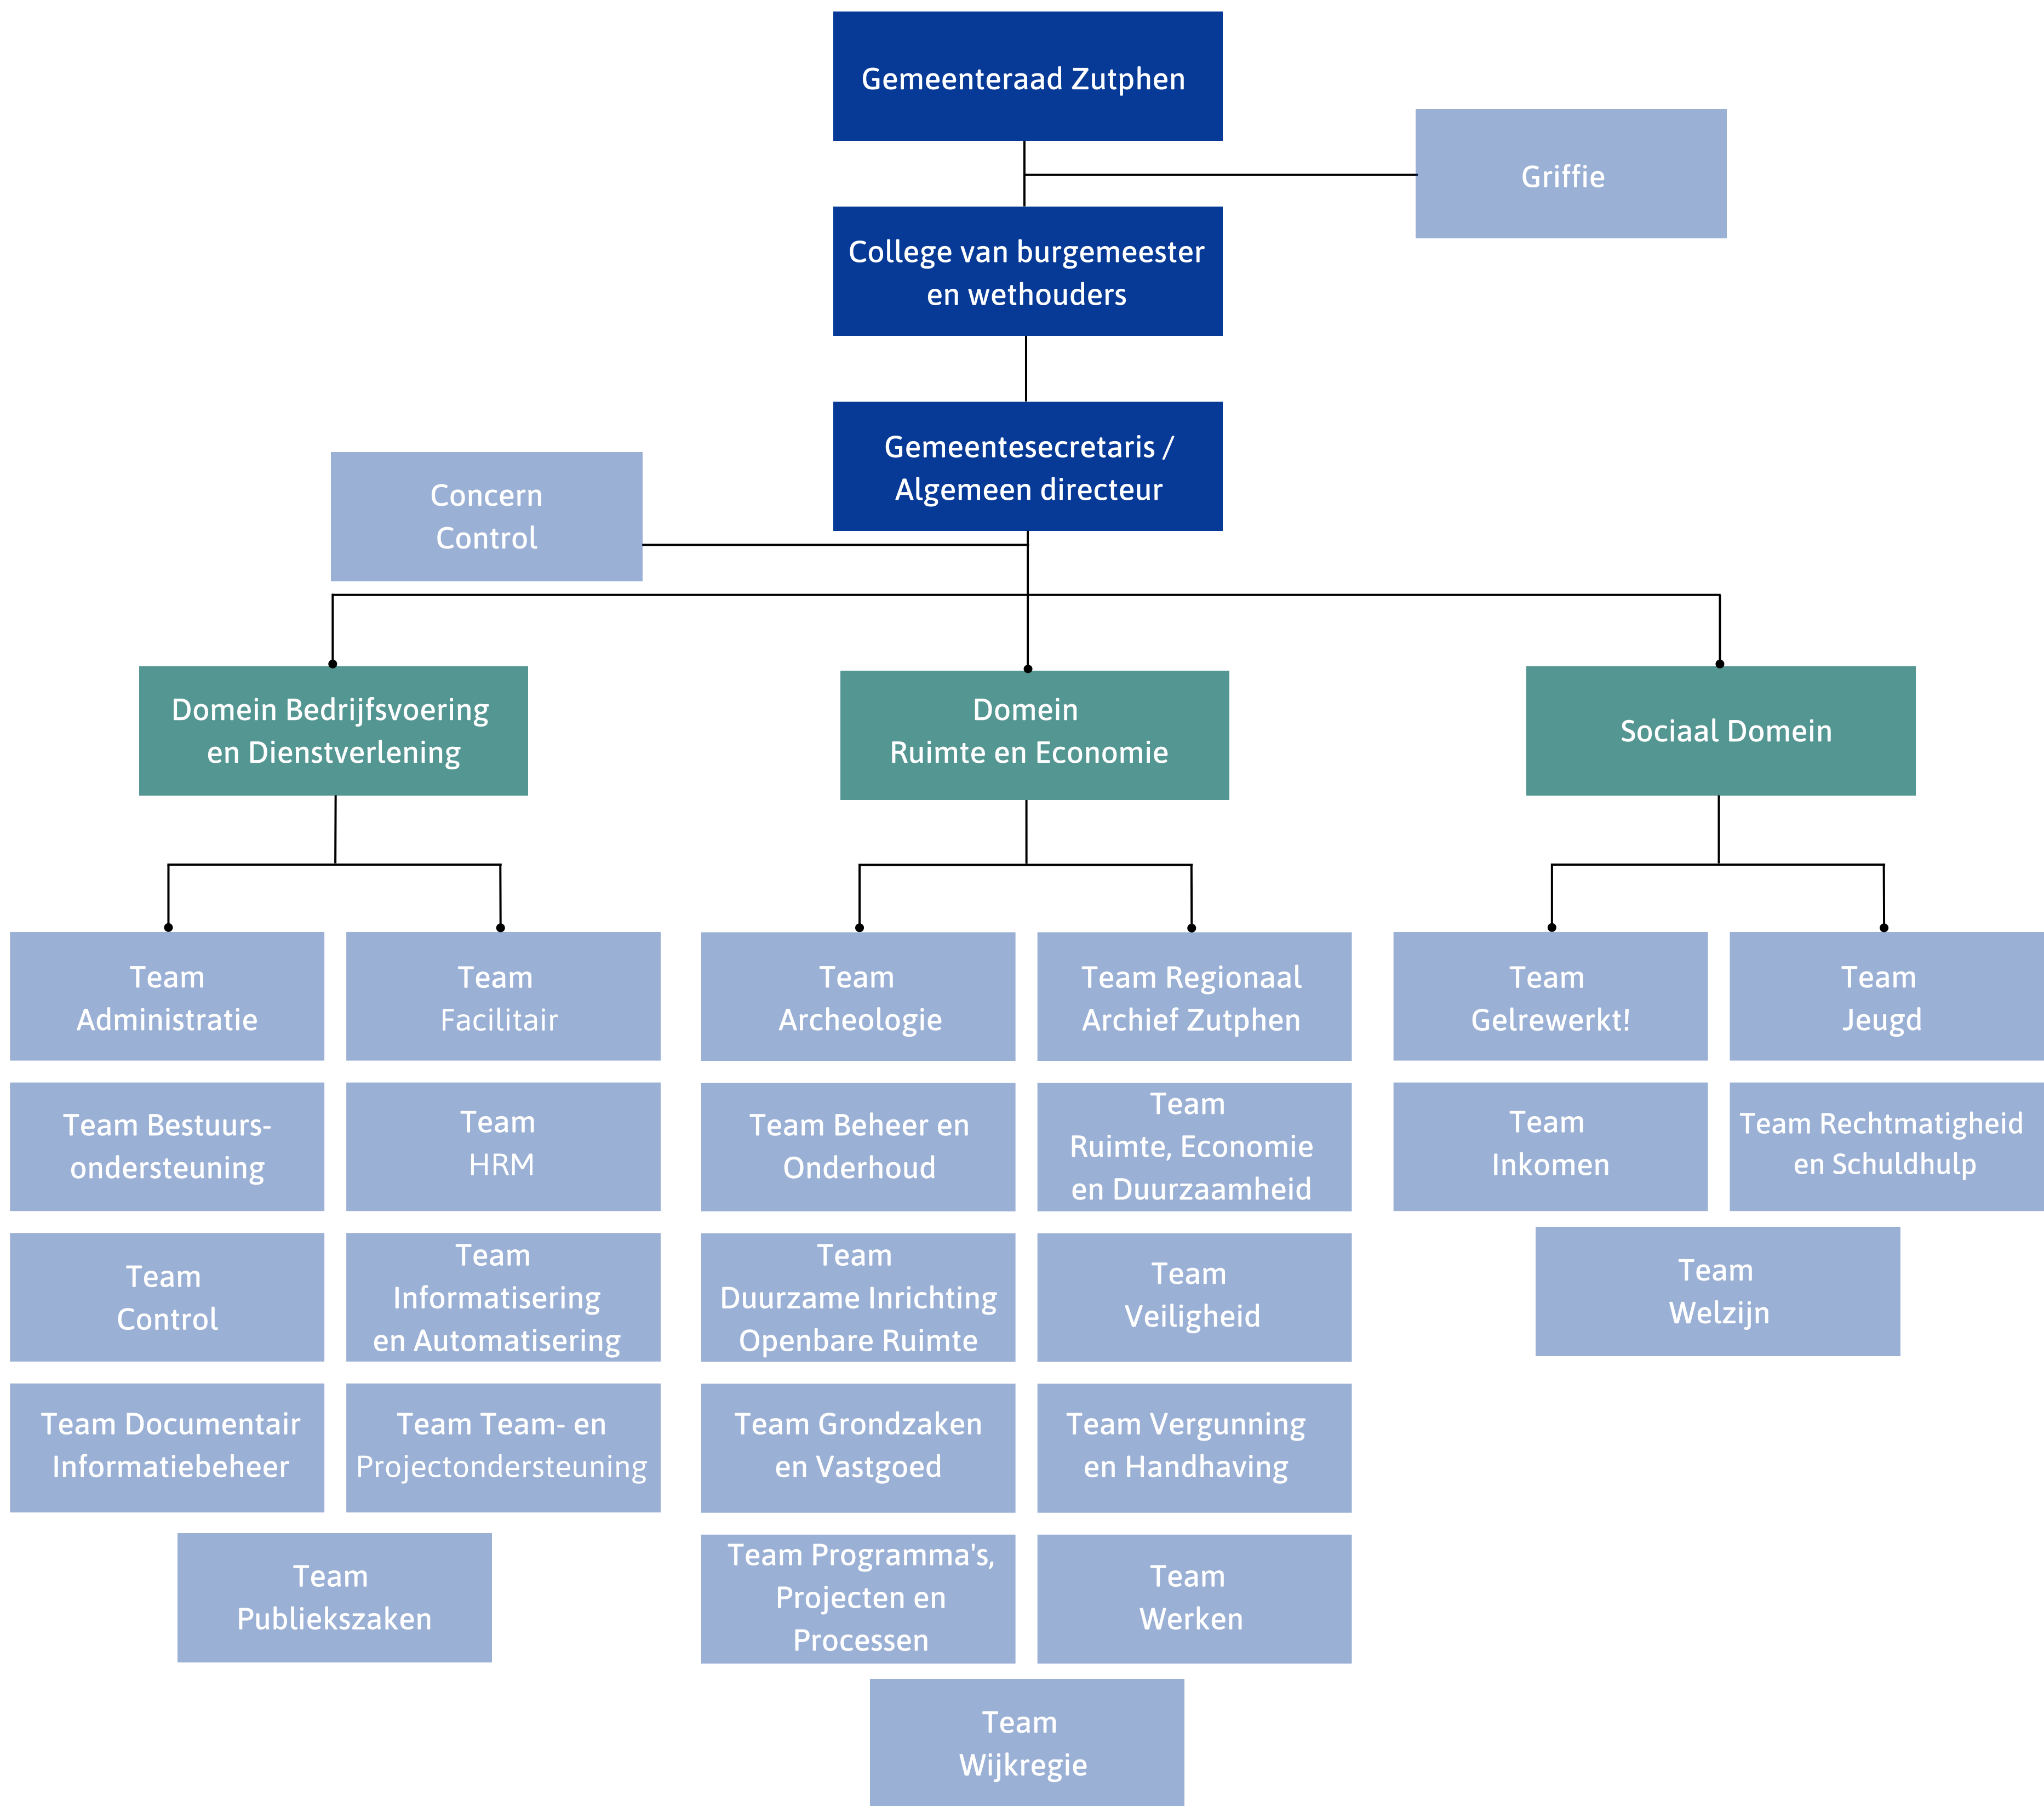 Gemeenteraad Zutphen
Griffie
College van burgemeester
en wethouders
Gemeentesecretaris /
Algemeen directeur
Concern
Control
Domein Bedrijfsvoering
en Dienstverlening
Domein
Ruimte en Economie
Sociaal Domein
Team
Administratie
Team
Facilitair
Team
Archeologie
Team Regionaal
Archief Zutphen
Team
Gelrewerkt!
Team
Jeugd
Team Bestuurs-
ondersteuning
Team
HRM
Team Beheer en
Onderhoud
Team
Ruimte, Economie
en Duurzaamheid
Team
Inkomen
Team Rechtmatigheid
en Schuldhulp
Team
Control
Team
Informatisering
en Automatisering
Team
Duurzame Inrichting
Openbare Ruimte
Team
Veiligheid
Team
Welzijn
Team Documentair
Informatiebeheer
Team Team- en
Projectondersteuning
Team Grondzaken
en Vastgoed
Team Vergunning
en Handhaving
Team
Publiekszaken
Team Programma's,
Projecten en
Processen
Team
Werken
Team
Wijkregie